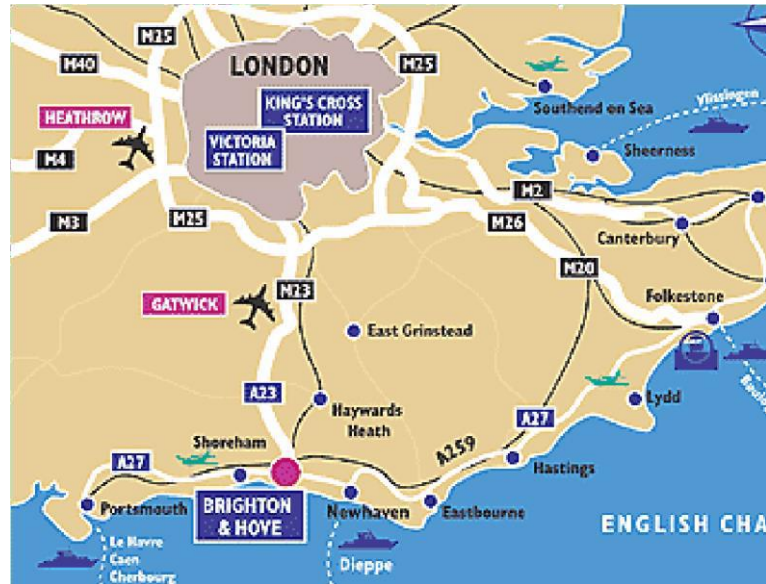 M25
M40
LONDON
M25
KING'S CROSS
STATION
HEATHROW
VICTORIA
STATION
Southend on Sea
Vlissingen
Sheerness
M4
M2
M3
M25
M26
Canterbury
M20
M23
GATWICK
Folkestone
East Grinstead
A23
Haywards
Heath
Lydd
A27
Shoreham
A259
A27
Hastings
Portsmouth
BRIGHTON
& HOVE
Newhaven
Eastbourne
ENGLISH CHA
Le Havre
Caen
Cherbourg
Dieppe